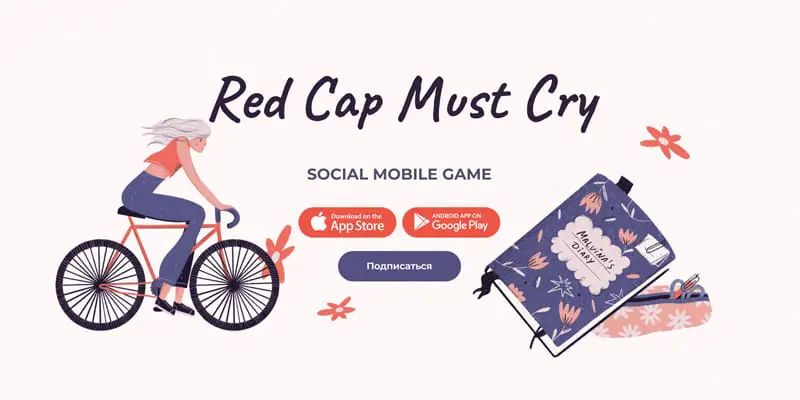 Red Cap Must Cry
SOCIAL MOBILE GAME
Download on the
App Store
ANDROID APP ON
Google Play
Подписаться
MALVINA'S
DIARY